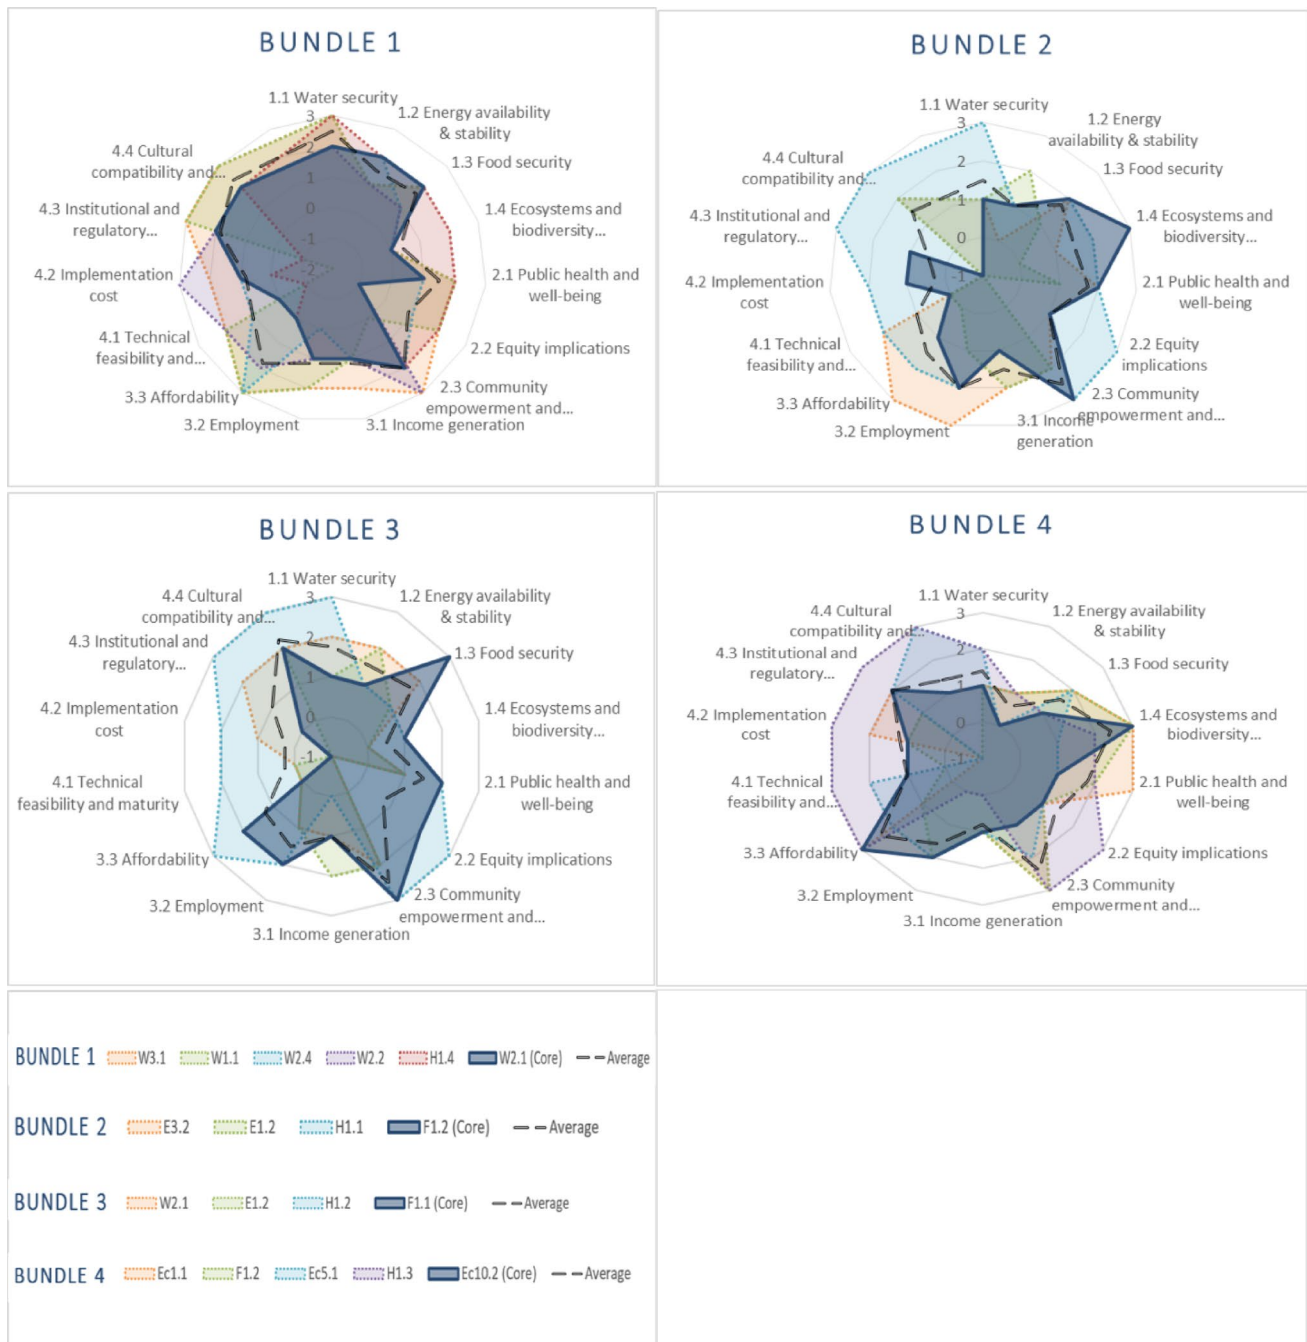 BUNDLE 1
1.1 Water security
1.2 Energy availability
& stability
1.3 Food security
1.4 Ecosystems and
biodiversity...
2.1 Public health and
well-being
2.2 Equity implications
2.3 Community
empowerment and...
3.1 Income generation
3.2 Employment
3.3 Affordability
4.1 Technical
feasibility and...
4.2 Implementation
cost
4.3 Institutional and
regulatory...
4.4 Cultural
compatibility and...
3
2
1
0
-1
-2
BUNDLE 2
1.1 Water security
1.2 Energy
availability & stability
1.3 Food security
1.4 Ecosystems and
biodiversity...
2.1 Public health and
well-being
2.2 Equity
implications
2.3 Community
empowerment and...
3.1 Income
generation
3.2 Employment
3.3 Affordability
4.1 Technical
feasibility and...
4.2 Implementation
cost
4.3 Institutional and
regulatory...
4.4 Cultural
compatibility and...
3
2
1
0
-1
BUNDLE 3
1.1 Water security
1.2 Energy availability
& stability
1.3 Food security
1.4 Ecosystems and
biodiversity...
2.1 Public health and
well-being
2.2 Equity implications
2.3 Community
empowerment and...
3.1 Income generation
3.2 Employment
3.3 Affordability
4.1 Technical
feasibility and maturity
4.2 Implementation
cost
4.3 Institutional and
regulatory...
4.4 Cultural
compatibility and...
3
2
1
0
-1
BUNDLE 4
1.1 Water security
1.2 Energy availability
& stability
1.3 Food security
1.4 Ecosystems and
biodiversity...
2.1 Public health and
well-being
2.2 Equity implications
2.3 Community
empowerment and...
3.1 Income generation
3.2 Employment
3.3 Affordability
4.1 Technical
feasibility and...
4.2 Implementation
cost
4.3 Institutional and
regulatory...
4.4 Cultural
compatibility and...
3
2
1
0
-1
BUNDLE 1 W3.1 W1.1 W2.4 W2.2 H1.4 W2.1 (Core) Average
BUNDLE 2 E3.2 E1.2 H1.1 F1.2 (Core) Average
BUNDLE 3 W2.1 E1.2 H1.2 F1.1 (Core) Average
BUNDLE 4 Ec1.1 F1.2 Ec5.1 H1.3 Ec10.2 (Core) Average